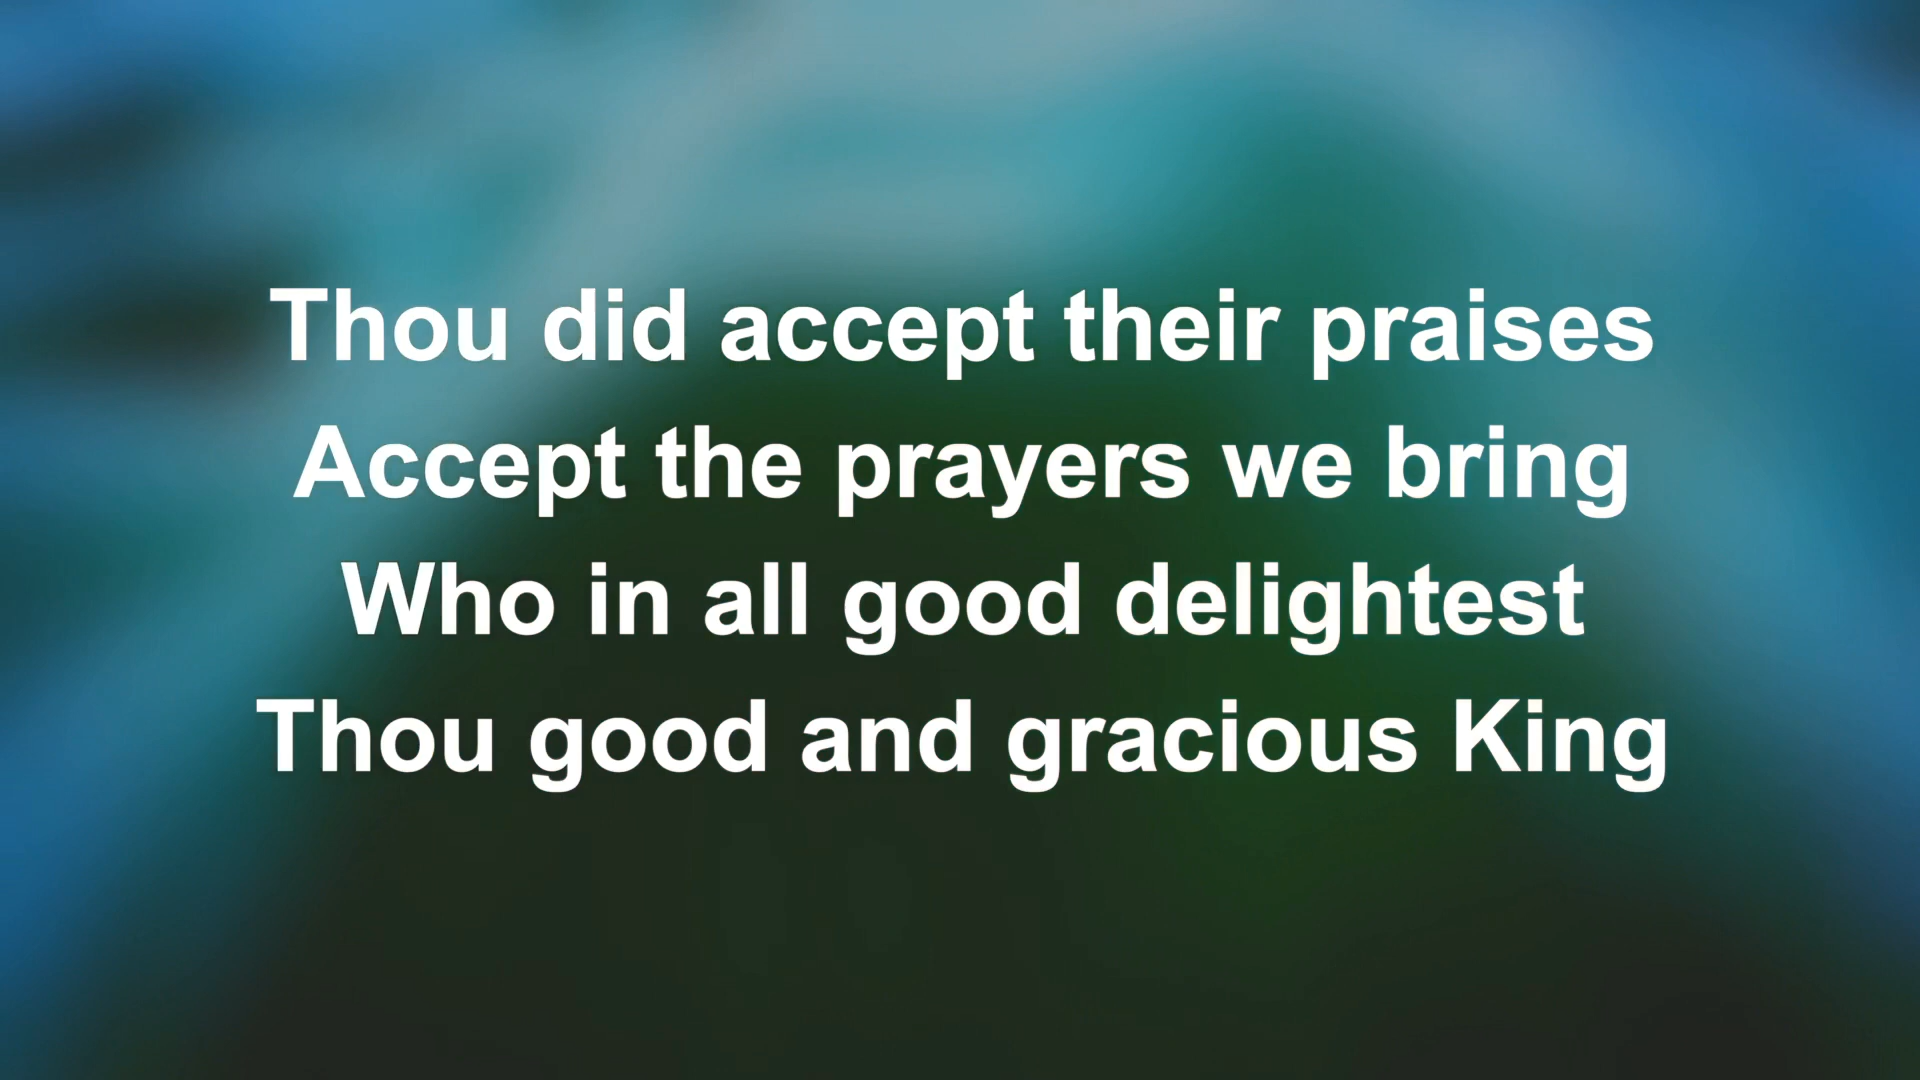 Thou did accept their praises
Accept the prayers we bring
Who in all good delightest
Thou good and gracious King